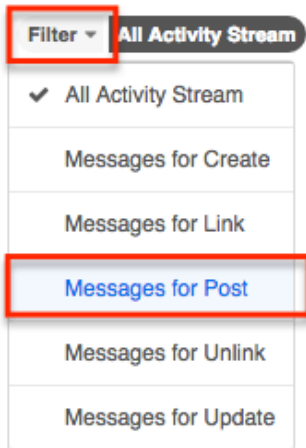 Filter All Activity Stream
All Activity Stream
Messages for Create
Messages for Link
Messages for Post
Messages for Unlink
Messages for Update